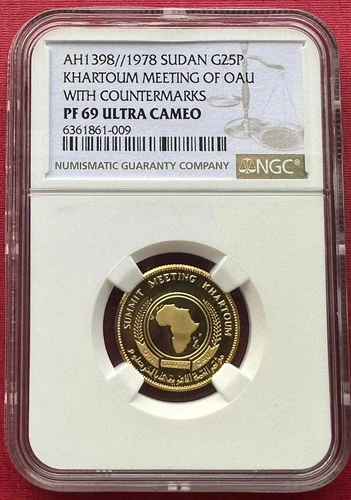 AH1398//1978 SUDAN G25P
KHARTOUM MEETING OF OAU
WITH COUNTERMARKS
PF 69 ULTRA CAMEO
6361861-009
NUMISMATIC GUARANTY COMPANY NGC®
SUMMIT MEETING KHARTOUM